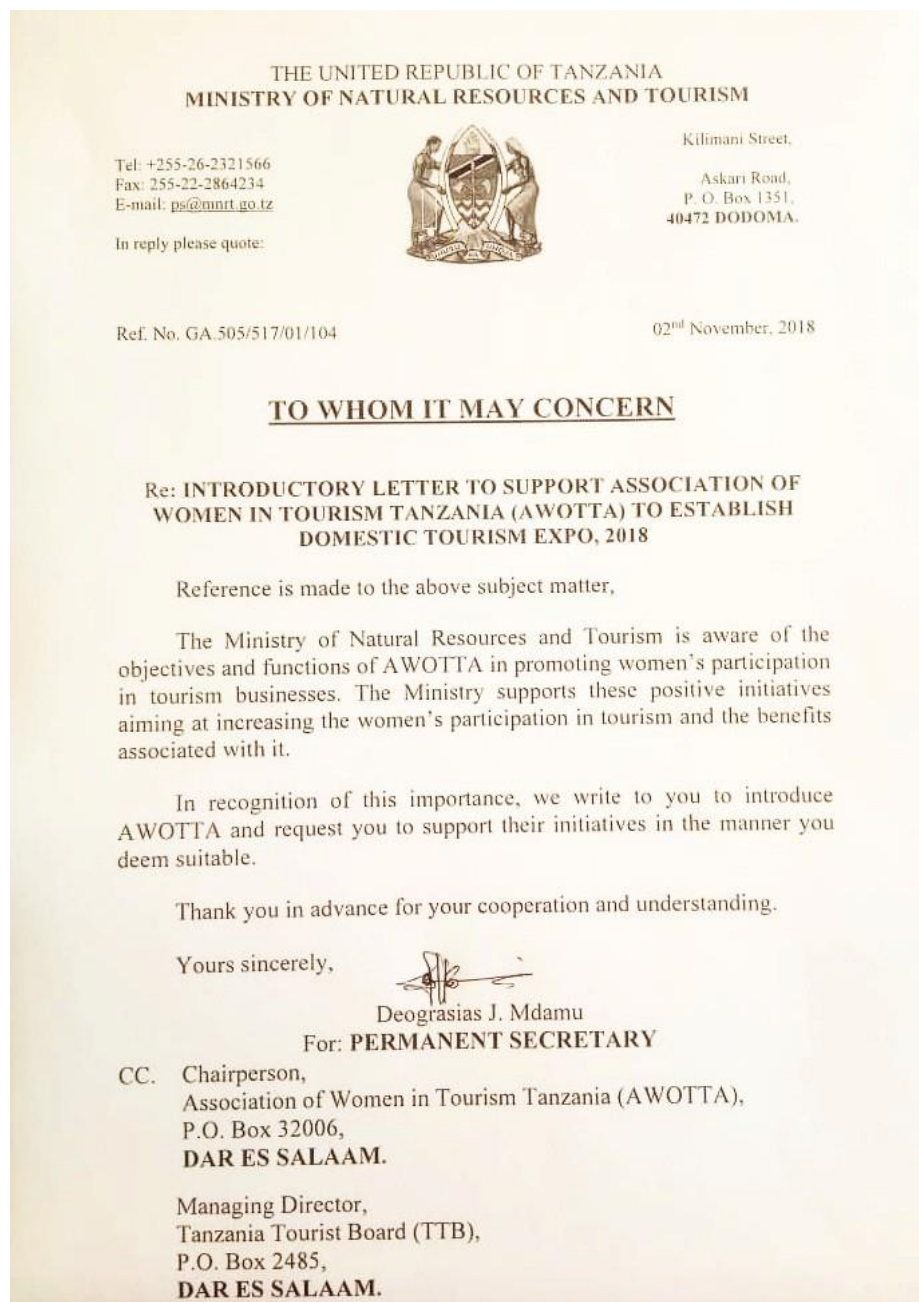 THE UNITED REPUBLIC OF TANZANIA
MINISTRY OF NATURAL RESOURCES AND TOURISM
Tel: +255-26-2321566
Fax: 255-22-2864234
E-mail: ps@mnrt.go.tz
In reply please quote:
Kilimani Street,
Askari Road,
P. O. Box 1351,
40472 DODOMA.
Ref. No. GA.505/517/01/104
02nd November, 2018
TO WHOM IT MAY CONCERN
Re: INTRODUCTORY LETTER TO SUPPORT ASSOCIATION OF
WOMEN IN TOURISM TANZANIA (AWOTTA) TO ESTABLISH
DOMESTIC TOURISM EXPO, 2018
Reference is made to the above subject matter,
The Ministry of Natural Resources and Tourism is aware of the
objectives and functions of AWOTTA in promoting women's participation
in tourism businesses. The Ministry supports these positive initiatives
aiming at increasing the women's participation in tourism and the benefits
associated with it.
In recognition of this importance, we write to you to introduce
AWOTTA and request you to support their initiatives in the manner you
deem suitable.
Thank you in advance for your cooperation and understanding.
Yours sincerely,
Deograsias J. Mdamu
For: PERMANENT SECRETARY
CC. Chairperson,
Association of Women in Tourism Tanzania (AWOTTA),
P.O. Box 32006,
DAR ES SALAAM.
Managing Director,
Tanzania Tourist Board (TTB),
P.O. Box 2485,
DAR ES SALAAM.